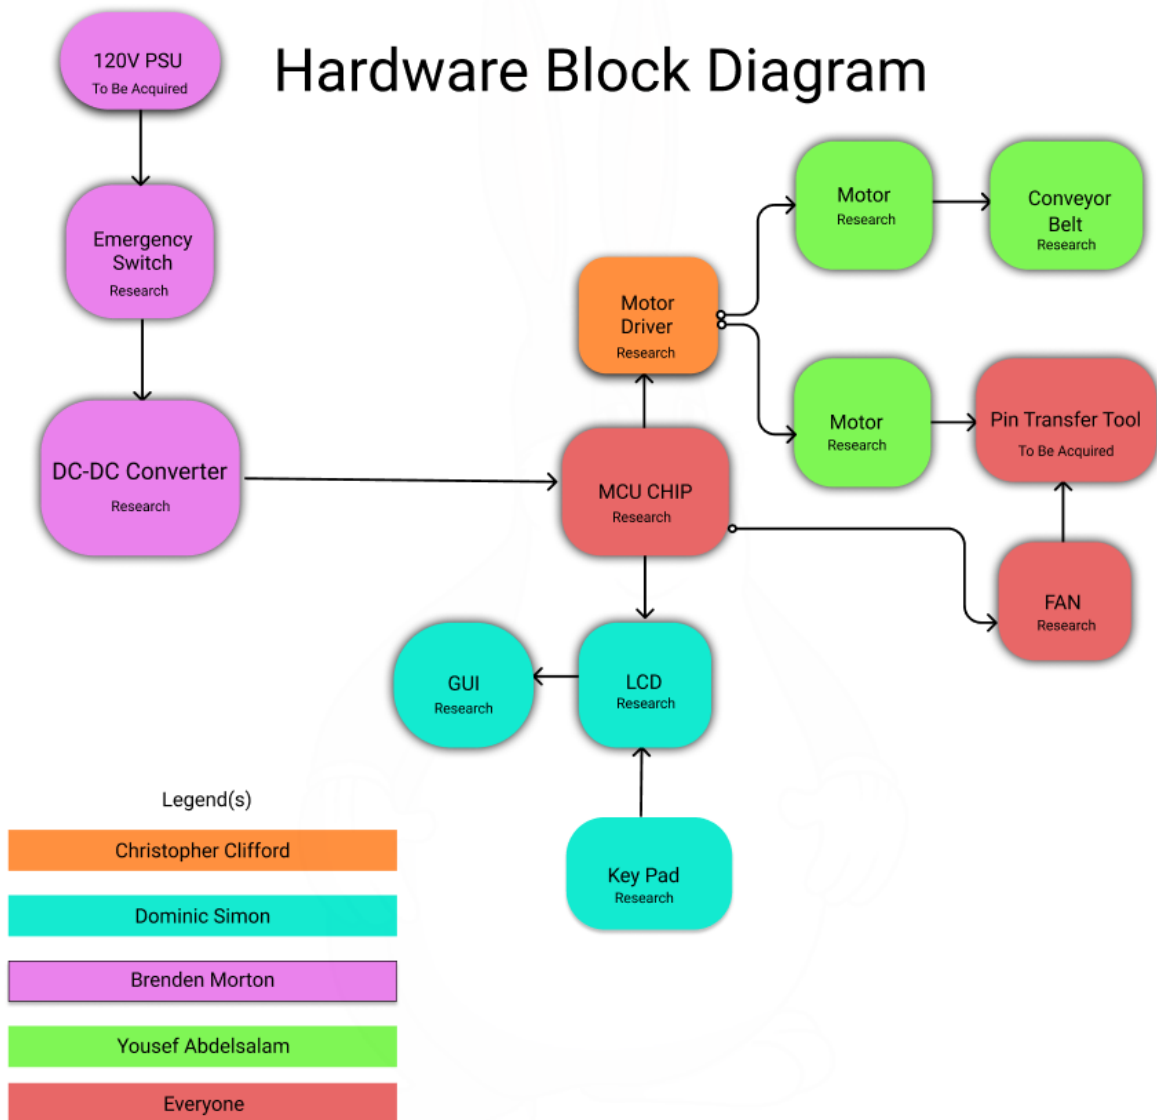 Hardware Block Diagram
120V PSU
To Be Acquired
Emergency
Switch
Research
DC-DC Converter
Research
Motor
Driver
Research
Motor
Research
Conveyor
Belt
Research
Motor
Research
Pin Transfer Tool
To Be Acquired
MCU CHIP
Research
FAN
Research
GUI
Research
LCD
Research
Key Pad
Research
Legend(s)
Christopher Clifford
Dominic Simon
Brenden Morton
Yousef Abdelsalam
Everyone